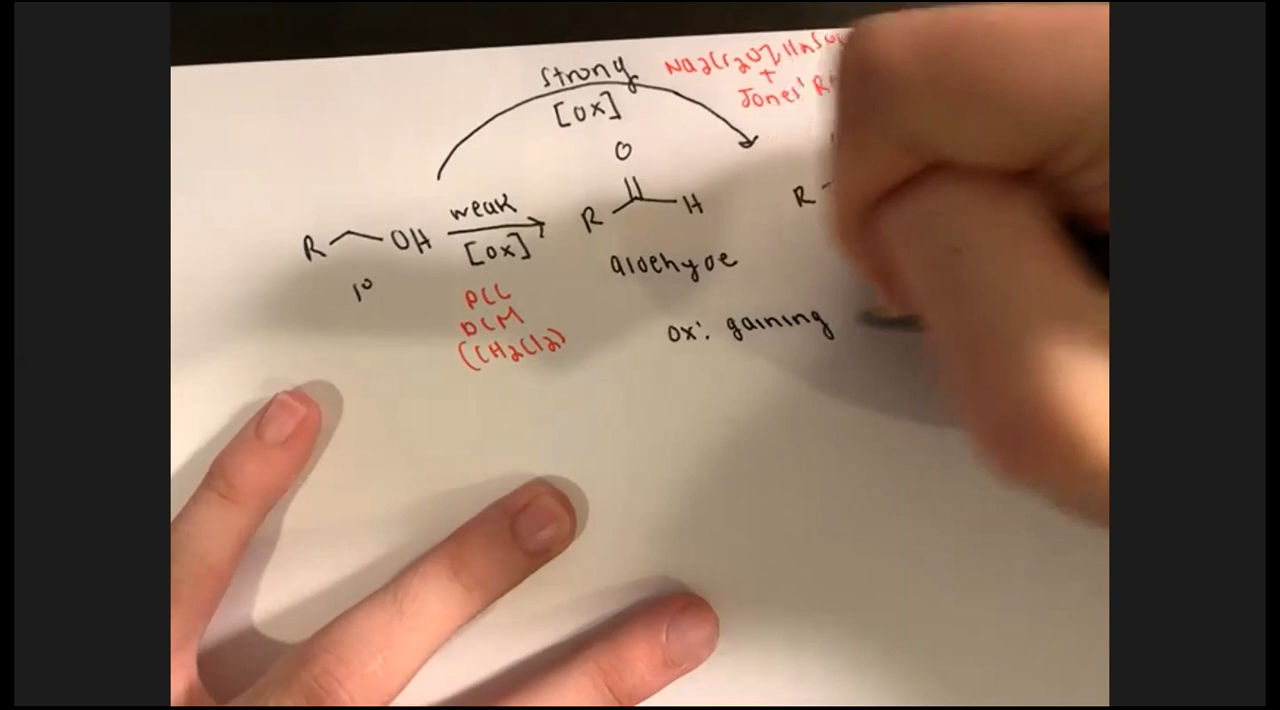 strong
[ox]
Na2Cr2O7, H2SO4
+
Jones' R
O
R H
R OH
weak
[ox]
R
1°
aldehyde
PCC
DCM
(CH2Cl2)
ox: gaining